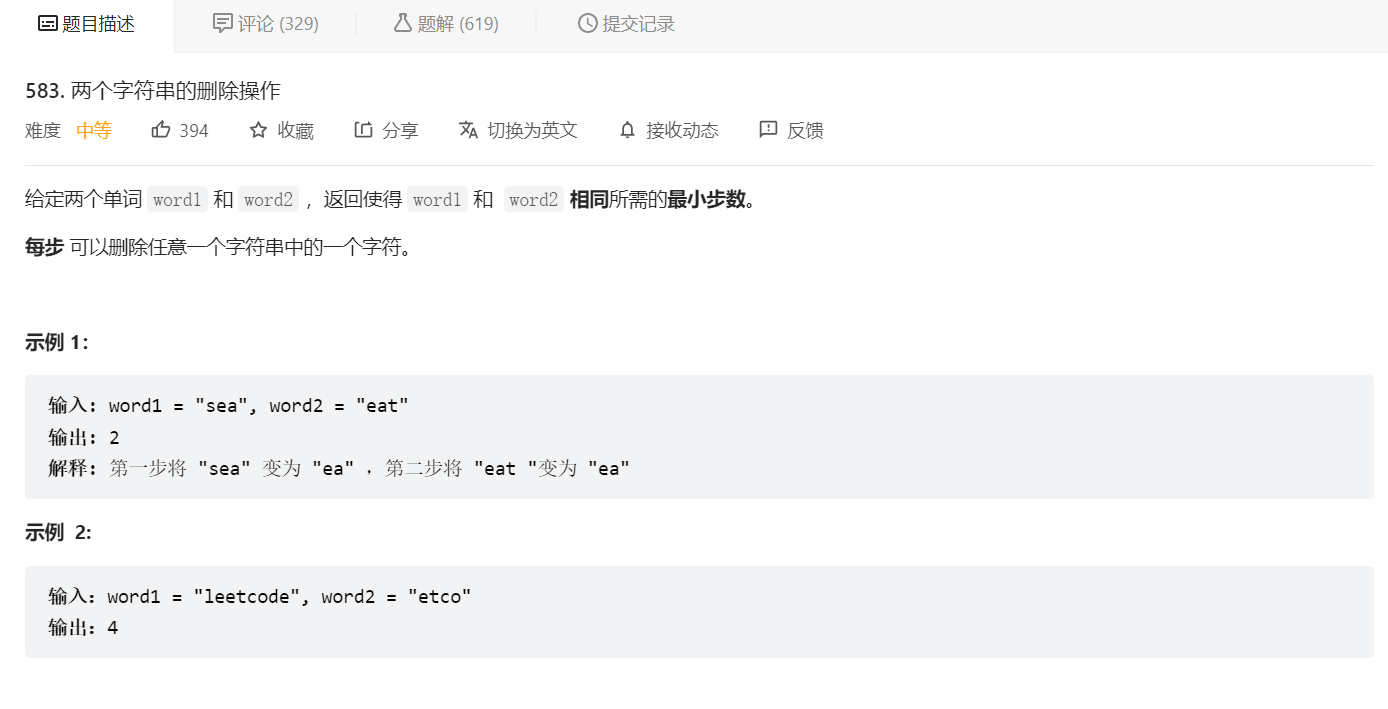 题目描述 评论 (329) 题解 (619) 提交记录
583. 两个字符串的删除操作
难度 中等 394 收藏 分享 切换为英文 接收动态 反馈
给定两个单词 word1 和 word2 ，返回使得 word1 和 word2 相同所需的最小步数。
每步 可以删除任意一个字符串中的一个字符。
示例 1：
输入: word1 = "sea", word2 = "eat"
输出: 2
解释: 第一步将 "sea" 变为 "ea" ，第二步将 "eat "变为 "ea"
示例 2:
输入：word1 = "leetcode", word2 = "etco"
输出：4